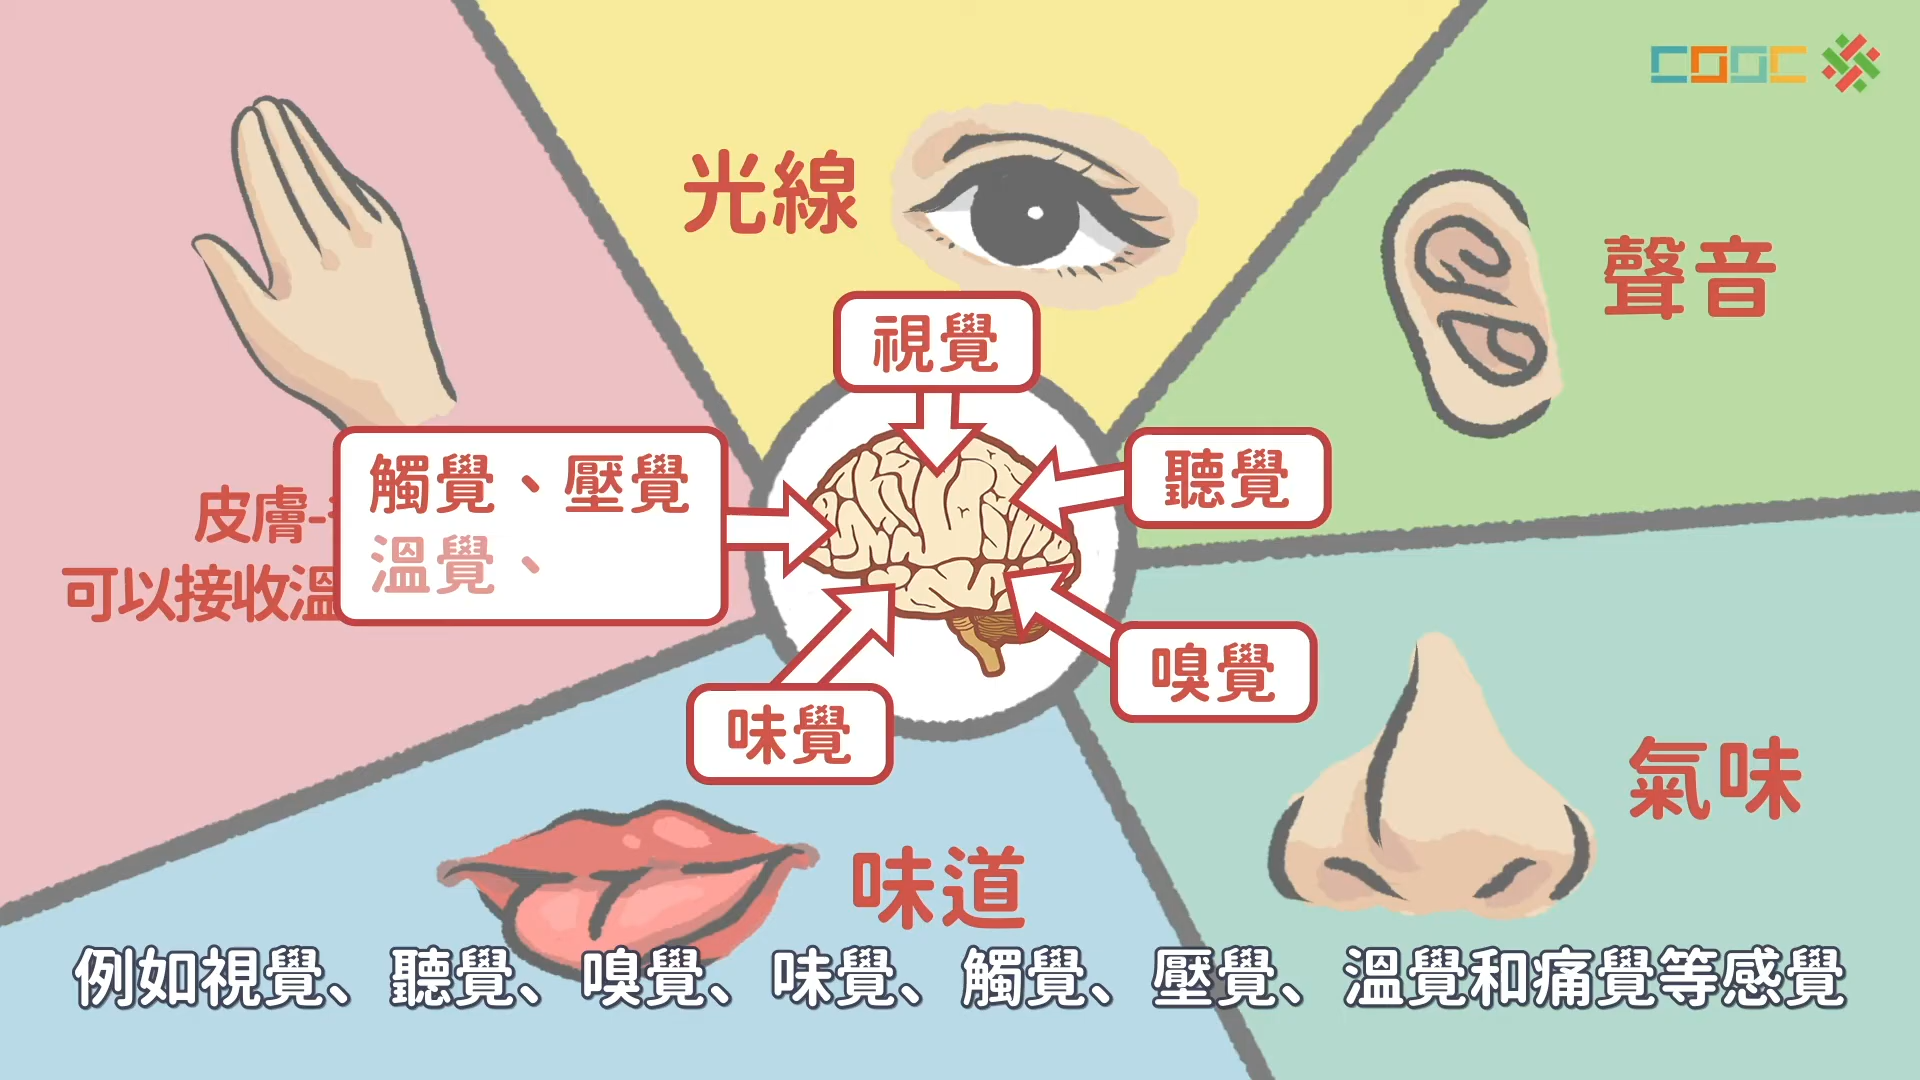 COOC
光線
聲音
視覺
聽覺
觸覺、壓覺
溫覺、
皮膚-
可以接收溫
嗅覺
味覺
氣味
味道
例如視覺、聽覺、嗅覺、味覺、觸覺、壓覺、溫覺和痛覺等感覺